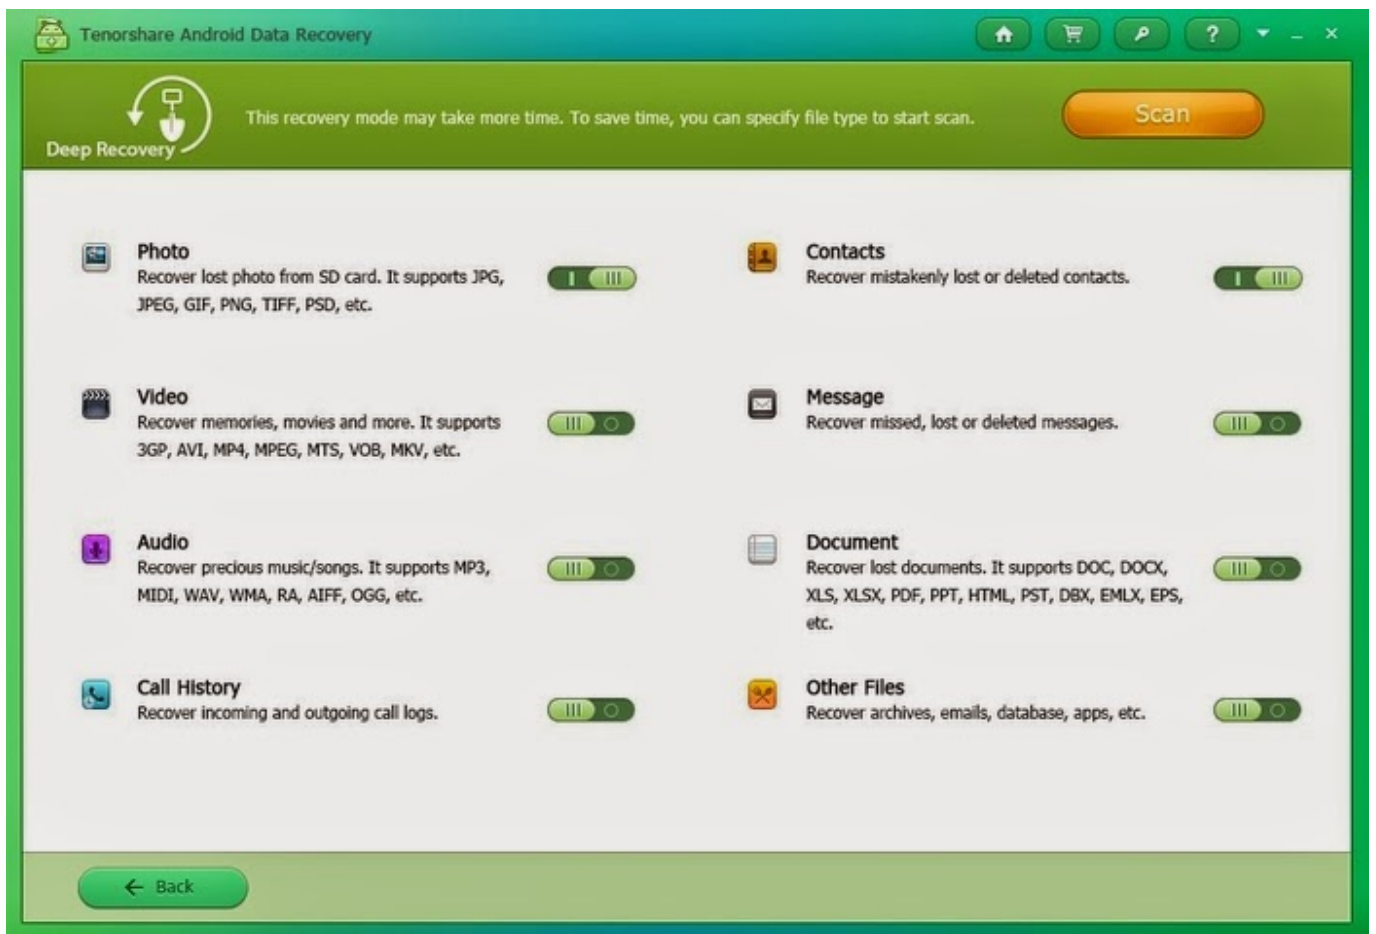 Tenorshare Android Data Recovery
Deep Recovery
This recovery mode may take more time. To save time, you can specify file type to start scan.
Scan
Photo
Recover lost photo from SD card. It supports JPG,
JPEG, GIF, PNG, TIFF, PSD, etc.
Contacts
Recover mistakenly lost or deleted contacts.
Video
Recover memories, movies and more. It supports
3GP, AVI, MP4, MPEG, MTS, VOB, MKV, etc.
Message
Recover missed, lost or deleted messages.
Audio
Recover precious music/songs. It supports MP3,
MIDI, WAV, WMA, RA, AIFF, OGG, etc.
Document
Recover lost documents. It supports DOC, DOCX,
XLS, XLSX, PDF, PPT, HTML, PST, DBX, EMLX, EPS,
etc.
Call History
Recover incoming and outgoing call logs.
Other Files
Recover archives, emails, database, apps, etc.
Back